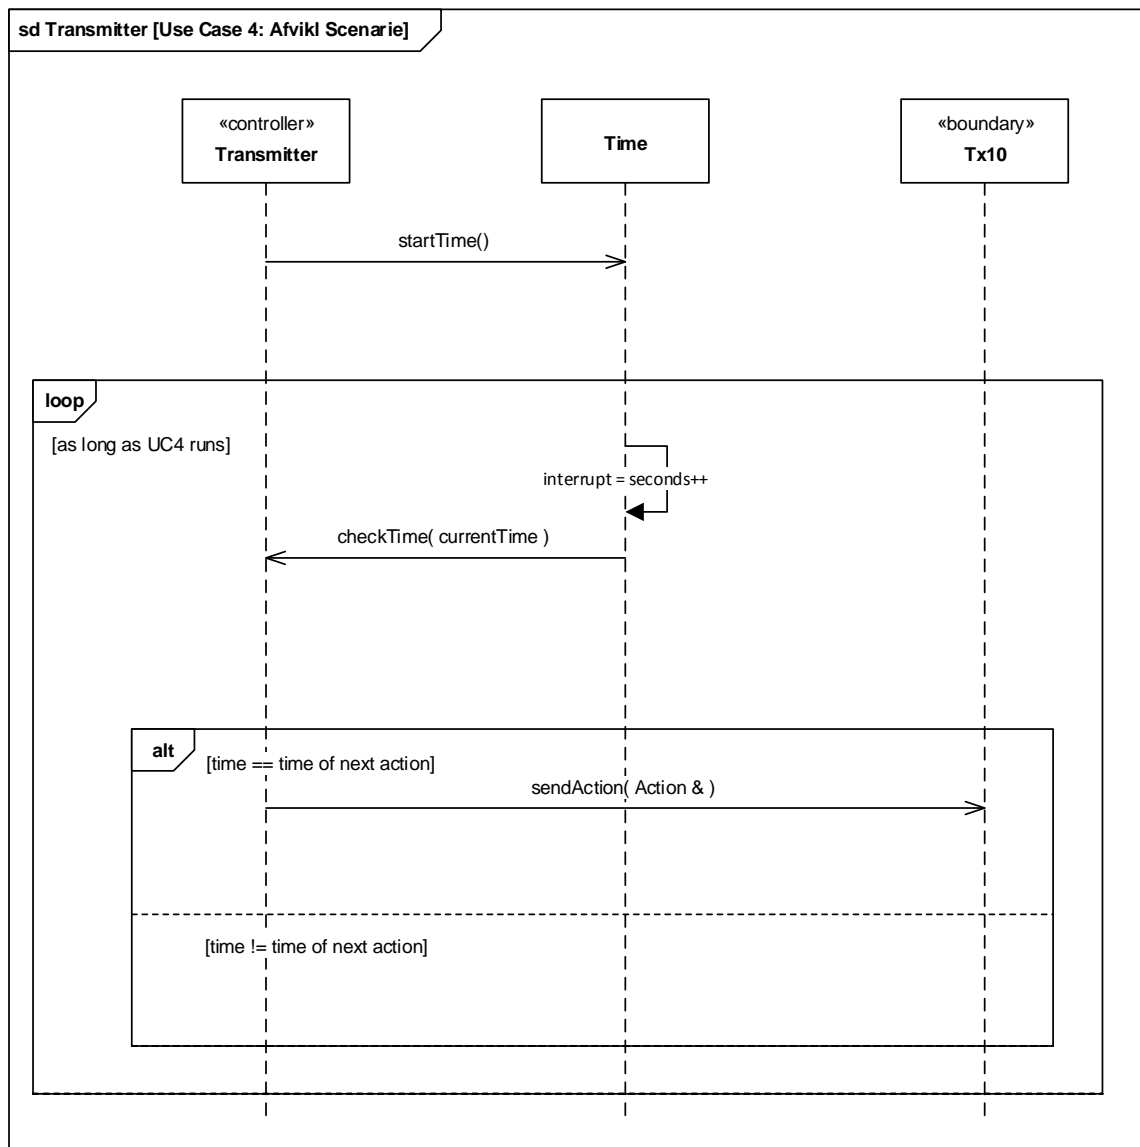 sd Transmitter [Use Case 4: Afvikl Scenarie]
«controller»
Transmitter
Time
«boundary»
Tx10
startTime()
loop
[as long as UC4 runs]
interrupt = seconds++
checkTime( currentTime )
alt
[time == time of next action]
sendAction( Action & )
[time != time of next action]